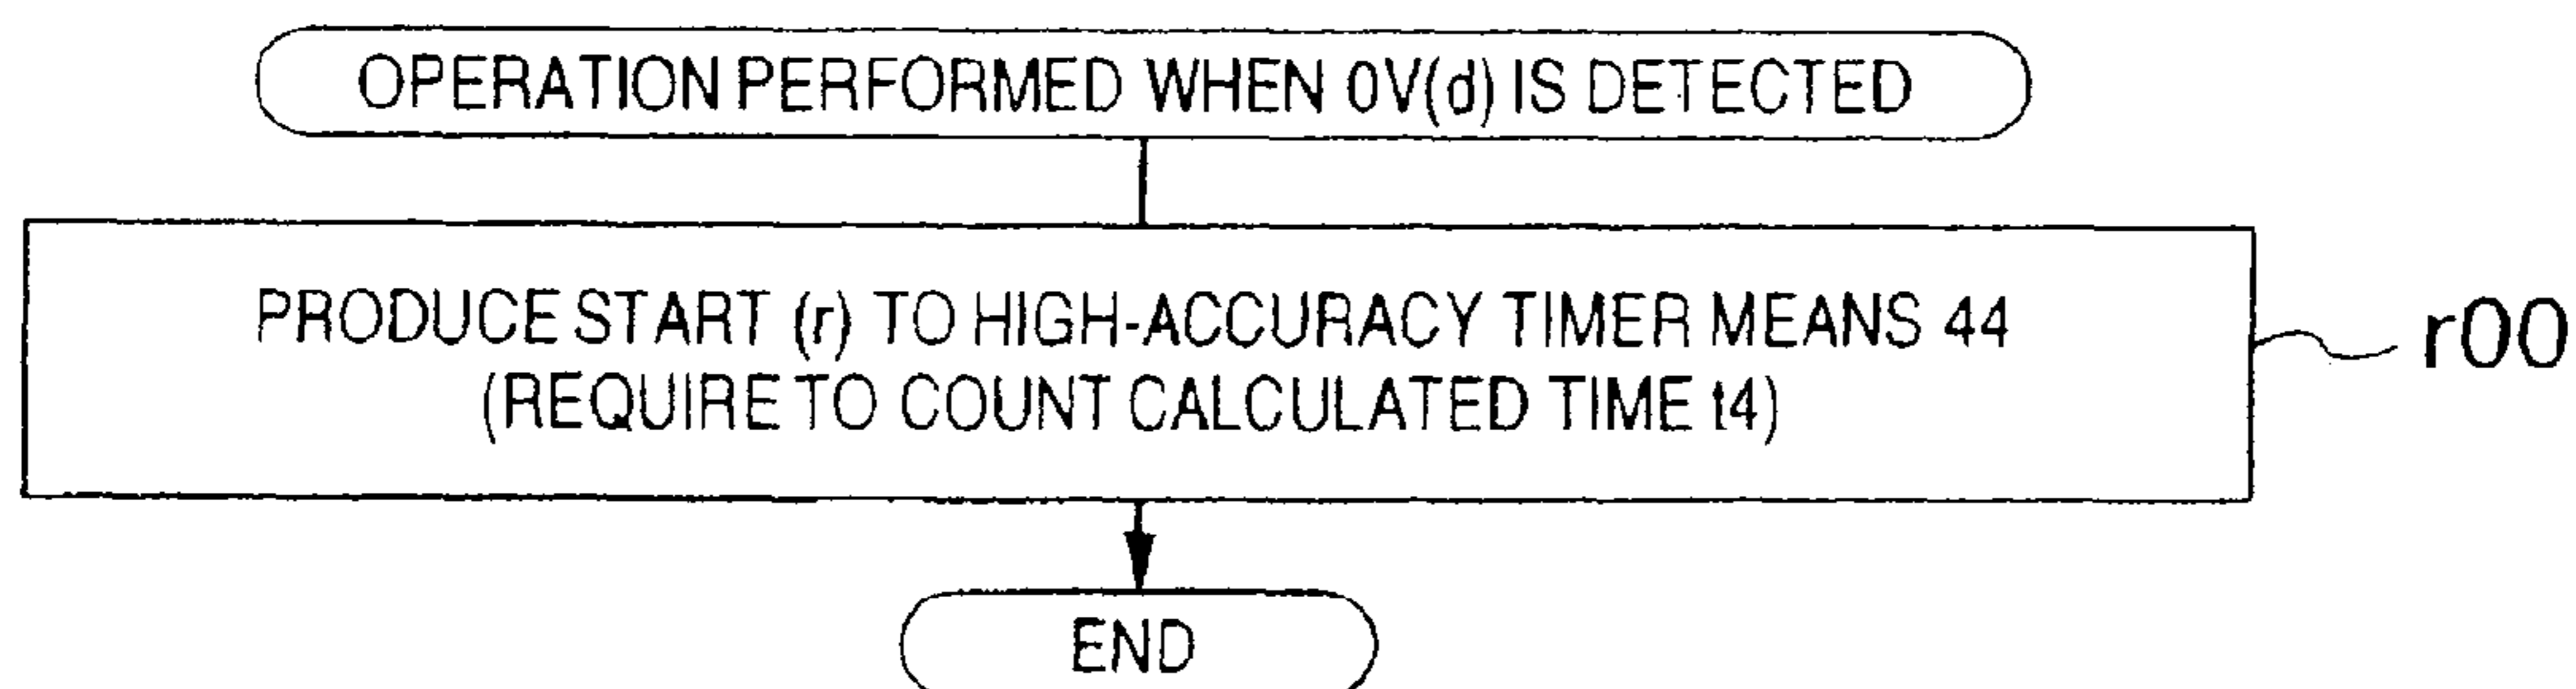 OPERATION PERFORMED WHEN 0V(d) IS DETECTED
PRODUCE START (r) TO HIGH-ACCURACY TIMER MEANS 44
(REQUIRE TO COUNT CALCULATED TIME t4)
r00
END